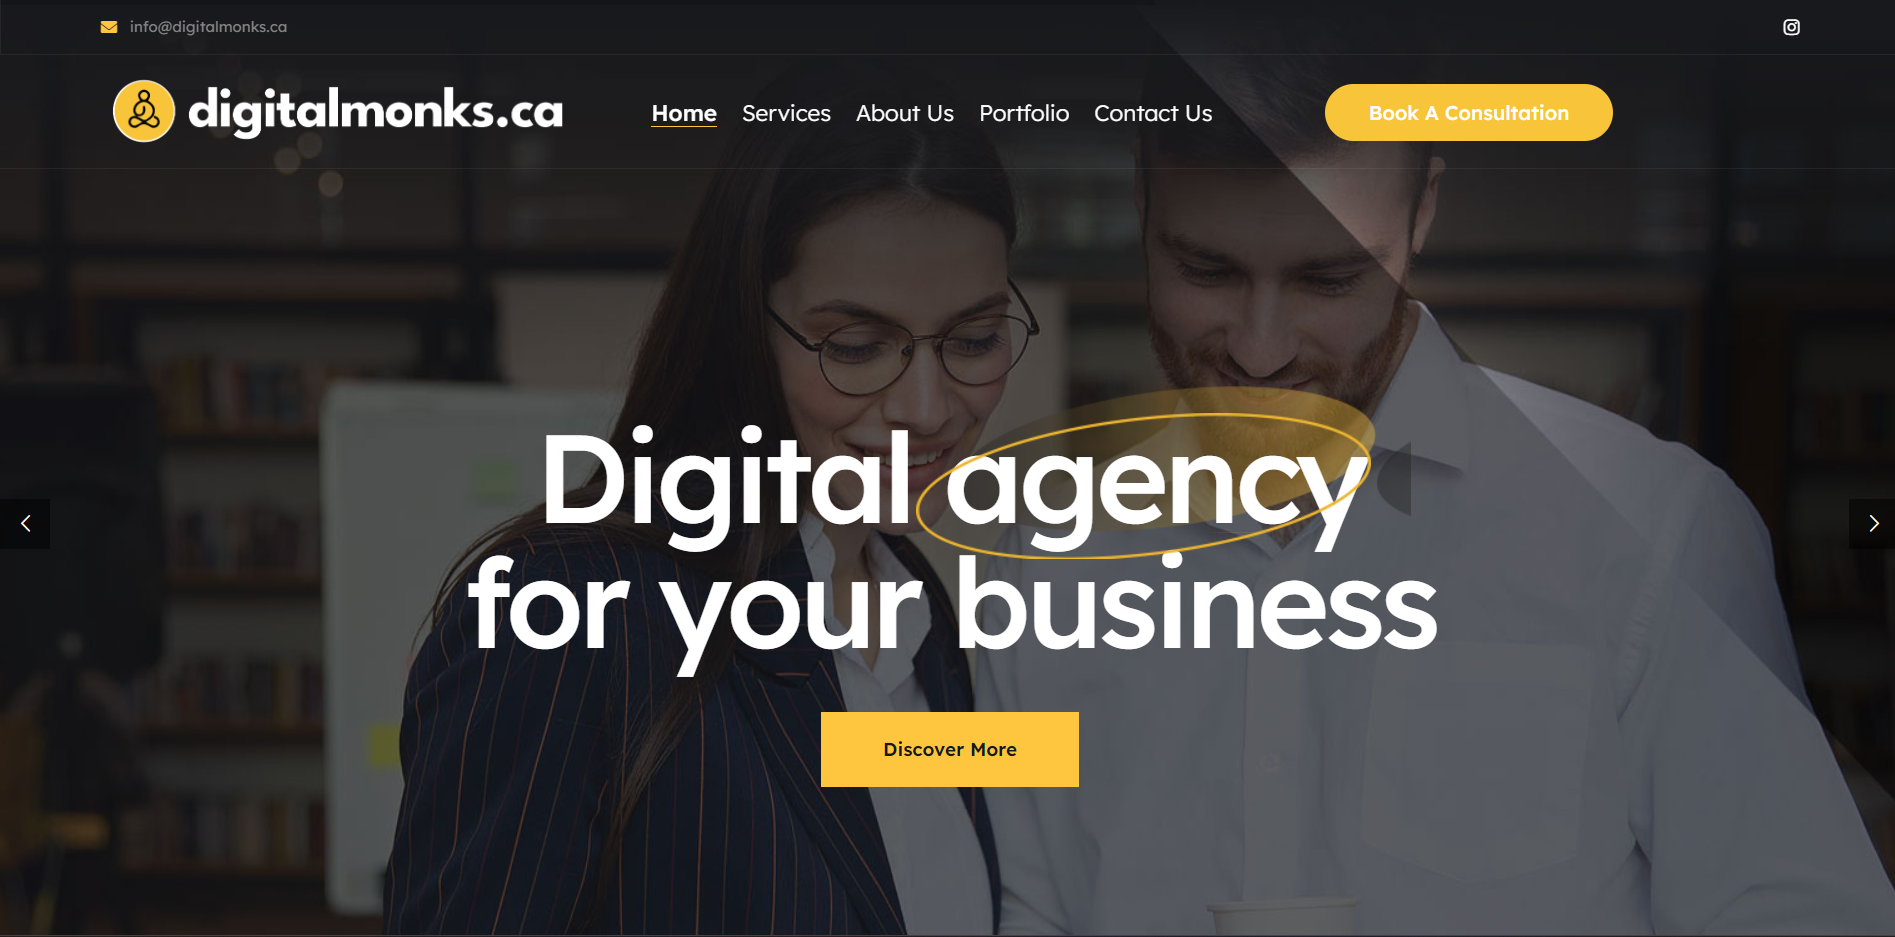 info@digitalmonks.ca
digitalmonks.ca
Home Services About Us Portfolio Contact Us
Book A Consultation
Digital agency
for your business
Discover More